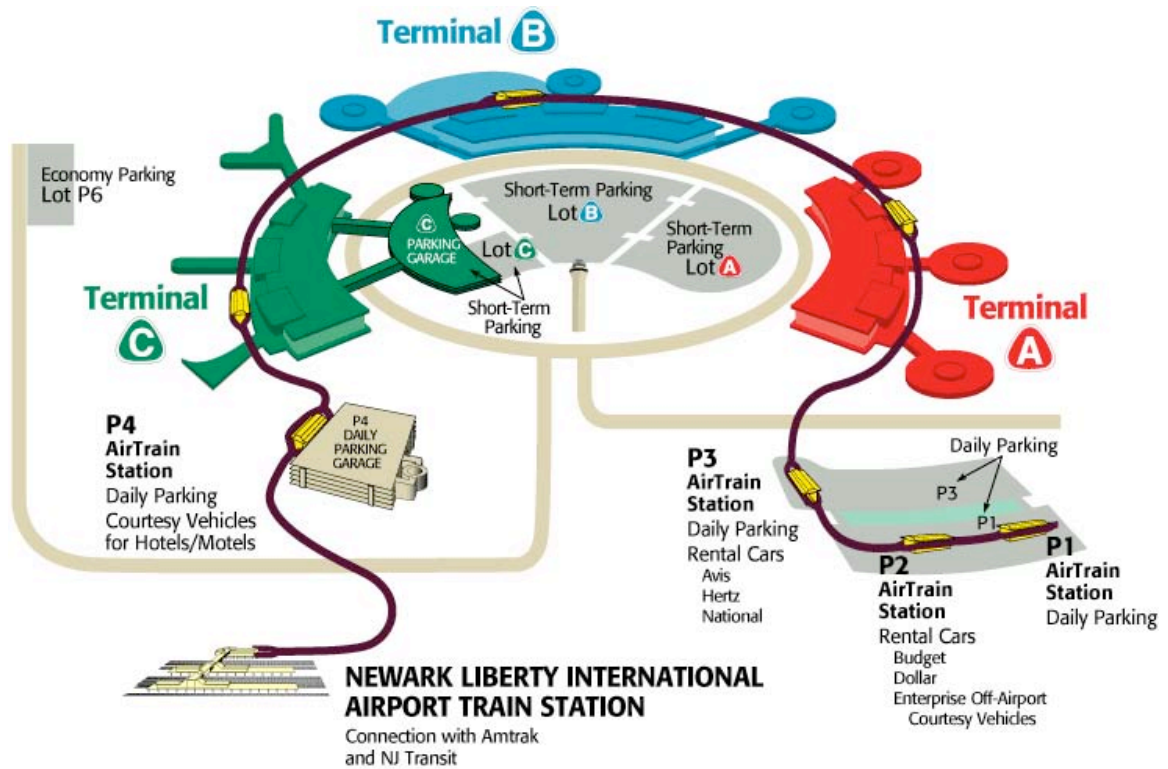 Terminal B
Economy Parking
Lot P6
Short-Term Parking
Lot B
Short-Term
Parking
Lot A
C
PARKING
GARAGE
Lot C
Short-Term
Parking
Terminal
C
Terminal
A
P4
AirTrain
Station
Daily Parking
Courtesy Vehicles
for Hotels/Motels
P4
DAILY
PARKING
GARAGE
P3
AirTrain
Station
Daily Parking
Rental Cars
Avis
Hertz
National
Daily Parking
P3
P1
P2
AirTrain
Station
Rental Cars
Budget
Dollar
Enterprise Off-Airport
Courtesy Vehicles
P1
AirTrain
Station
Daily Parking
NEWARK LIBERTY INTERNATIONAL
AIRPORT TRAIN STATION
Connection with Amtrak
and NJ Transit